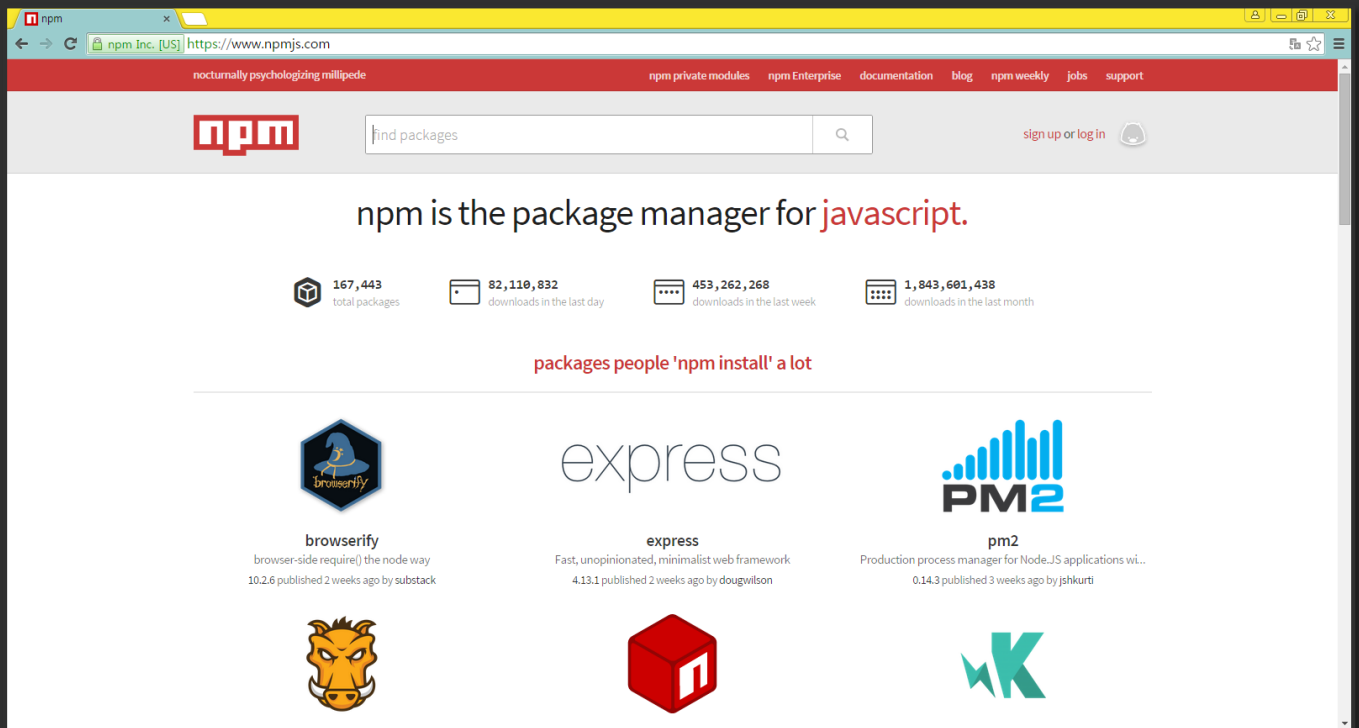 npm
npm Inc. [US] https://www.npmjs.com
nocturnally psychologizing millipede
npm private modules npm Enterprise documentation blog npm weekly jobs support
npm
find packages
sign up or log in
npm is the package manager for javascript.
167,443 82,110,832 453,262,268 1,843,601,438
total packages downloads in the last day downloads in the last week downloads in the last month
packages people 'npm install' a lot
browserify
express
PM2
browserify express pm2
browser-side require() the node way Fast, unopinionated, minimalist web framework Production process manager for Node.JS applications wi...
10.2.6 published 2 weeks ago by substack 4.13.1 published 2 weeks ago by dougwilson 0.14.3 published 3 weeks ago by jshkurti
n
K